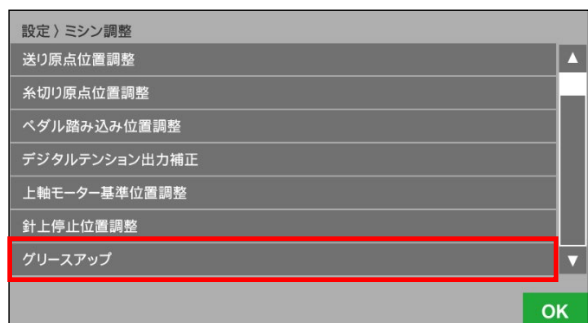 設定〉ミシン調整
送り原点位置調整
糸切り原点位置調整
ペダル踏み込み位置調整
デジタルテンション出力補正
上軸モーター基準位置調整
針上停止位置調整
グリースアップ
OK